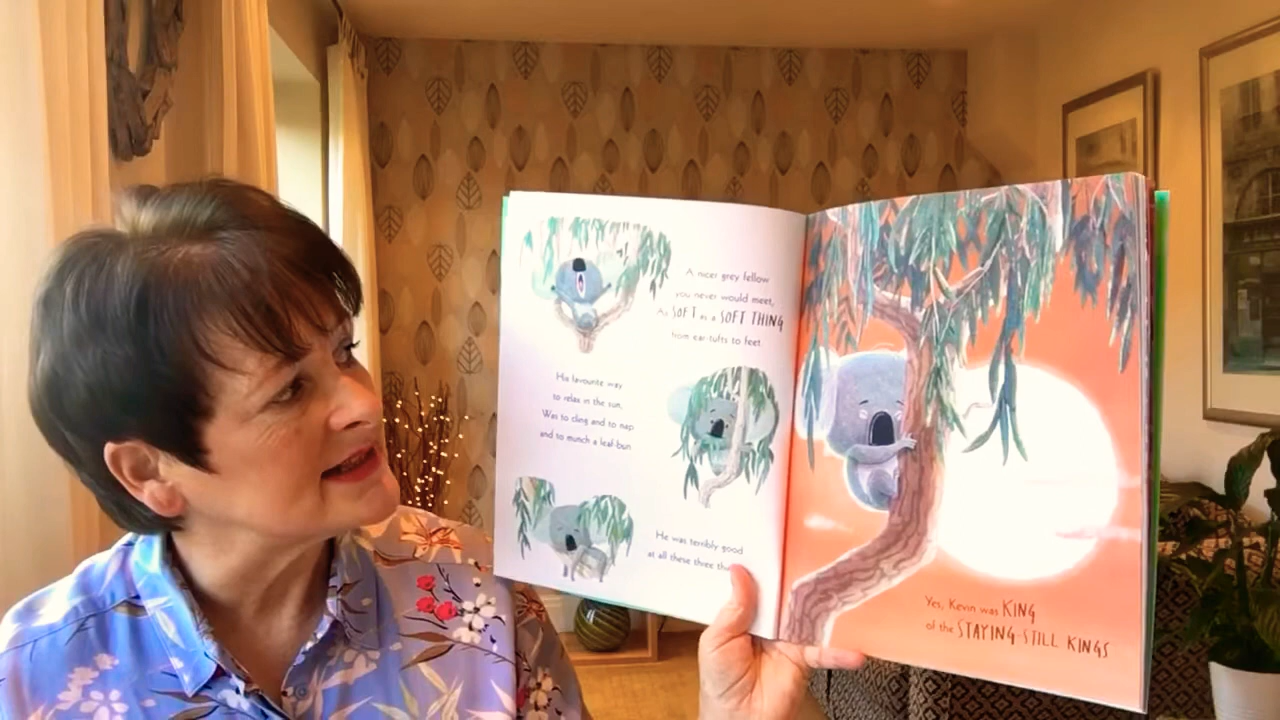 A nicer grey fellow
you never would meet,
As SOFT as a SOFT THING
from ear-tufts to feet.
His favourite way
to relax in the sun,
Was to cling and to nap
and to munch a leaf-bun.
He was terribly good
at all these three
Yes, Kevin was KING
of the STAYING-STILL KINGS